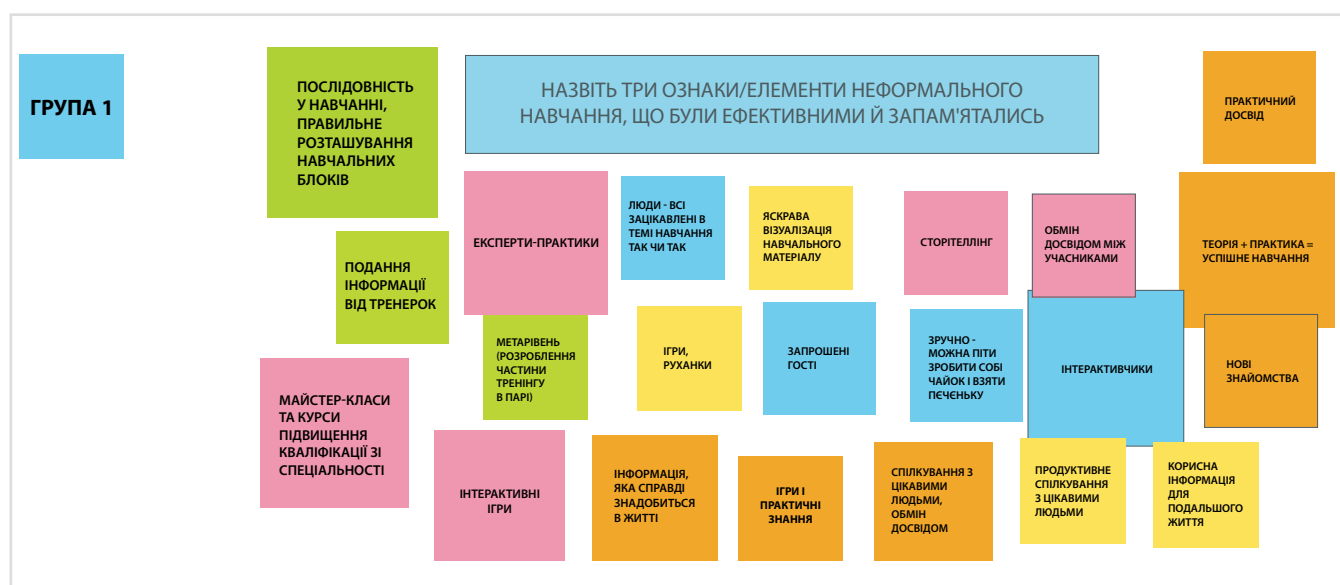 ГРУПА 1
ПОСЛІДОВНІСТЬ
У НАВЧАННІ,
ПРАВИЛЬНЕ
РОЗТАШУВАННЯ
НАВЧАЛЬНИХ
БЛОКІВ
НАЗВІТЬ ТРИ ОЗНАКИ/ЕЛЕМЕНТИ НЕФОРМАЛЬНОГО
НАВЧАННЯ, ЩО БУЛИ ЕФЕКТИВНИМИ Й ЗАПАМ'ЯТАЛИСЬ
ПРАКТИЧНИЙ
ДОСВІД
ПОДАННЯ
ІНФОРМАЦІЇ
ВІД ТРЕНЕРОК
ЕКСПЕРТИ-ПРАКТИКИ
ЛЮДИ - ВСІ
ЗАЦІКАВЛЕНІ В
ТЕМІ НАВЧАННЯ
ТАК ЧИ ТАК
ЯСКРАВА
ВІЗУАЛІЗАЦІЯ
НАВЧАЛЬНОГО
МАТЕРІАЛУ
СТОРІТЕЛЛІНГ
ОБМІН
ДОСВІДОМ МІЖ
УЧАСНИКАМИ
ТЕОРІЯ + ПРАКТИКА =
УСПІШНЕ НАВЧАННЯ
МЕТАРІВЕНЬ
(РОЗРОБЛЕННЯ
ЧАСТИНИ
ТРЕНІНГУ
В ПАРІ)
ІГРИ,
РУХАНКИ
ЗАПРОШЕНІ
ГОСТІ
ЗРУЧНО -
МОЖНА ПІТИ
ЗРОБИТИ СОБІ
ЧАЙОК І ВЗЯТИ
ПЄЧЄНЬКУ
ІНТЕРАКТИВЧИКИ
НОВІ
ЗНАЙОМСТВА
МАЙСТЕР-КЛАСИ
ТА КУРСИ
ПІДВИЩЕННЯ
КВАЛІФІКАЦІЇ ЗІ
СПЕЦІАЛЬНОСТІ
ІНТЕРАКТИВНІ
ІГРИ
ІНФОРМАЦІЯ,
ЯКА СПРАВДІ
ЗНАДОБИТЬСЯ
В ЖИТТІ
ІГРИ І
ПРАКТИЧНІ
ЗНАННЯ
СПІЛКУВАННЯ З
ЦІКАВИМИ
ЛЮДЬМИ,
ОБМІН
ДОСВІДОМ
ПРОДУКТИВНЕ
СПІЛКУВАННЯ
З ЦІКАВИМИ
ЛЮДЬМИ
КОРИСНА
ІНФОРМАЦІЯ
ДЛЯ
ПОДАЛЬШОГО
ЖИТТЯ